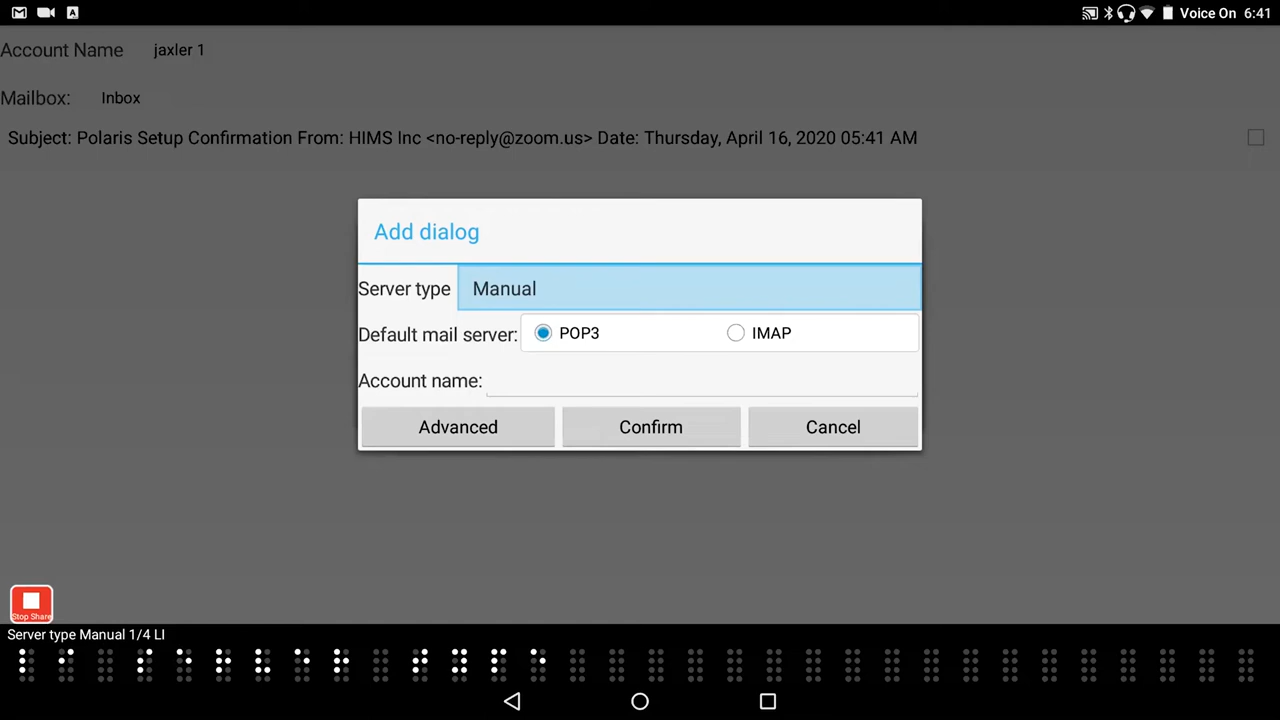 Voice On 6:41
Account Name jaxler 1
Mailbox: Inbox
Subject: Polaris Setup Confirmation From: HIMS Inc <no-reply@zoom.us> Date: Thursday, April 16, 2020 05:41 AM
Add dialog
Server type Manual
Default mail server: POP3 IMAP
Account name:
Advanced Confirm Cancel
Stop Share
Server type Manual 1/4 LI